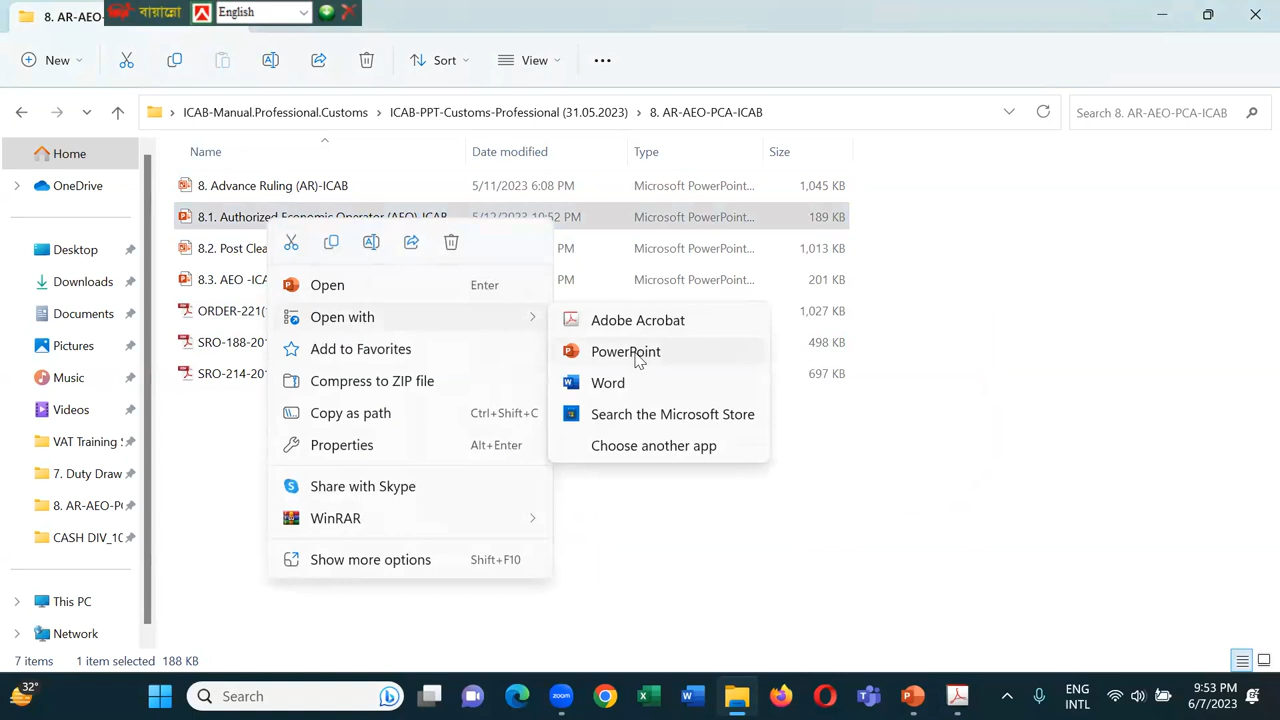 8. AR-AEO-
বায়ান্নো
English
New
Sort
View
ICAB-Manual.Professional.Customs
ICAB-PPT-Customs-Professional (31.05.2023)
8. AR-AEO-PCA-ICAB
Search 8. AR-AEO-PCA-ICAB
Home
Name
Date modified
Type
Size
OneDrive
8. Advance Ruling (AR)-ICAB
5/11/2023 6:08 PM
Microsoft PowerPoint...
1,045 KB
8.1. Authorized Economic Operator (AEO)-ICAB
5/12/2023 10:52 PM
Microsoft PowerPoint...
189 KB
Desktop
8.2. Post Clea
PM
Microsoft PowerPoint...
1,013 KB
Downloads
8.3. AEO -ICA
PM
Microsoft PowerPoint...
201 KB
Documents
ORDER-221(
1,027 KB
Pictures
SRO-188-201
498 KB
Music
SRO-214-201
697 KB
Videos
VAT Training
7. Duty Draw
8. AR-AEO-PC
CASH DIV_10
This PC
Network
Open
Enter
Open with
Add to Favorites
Compress to ZIP file
Copy as path
Ctrl+Shift+C
Properties
Alt+Enter
Share with Skype
WinRAR
Show more options
Shift+F10
Adobe Acrobat
PowerPoint
Word
Search the Microsoft Store
Choose another app
7 items
1 item selected 188 KB
32°
Search
ENG
INTL
9:53 PM
6/7/2023